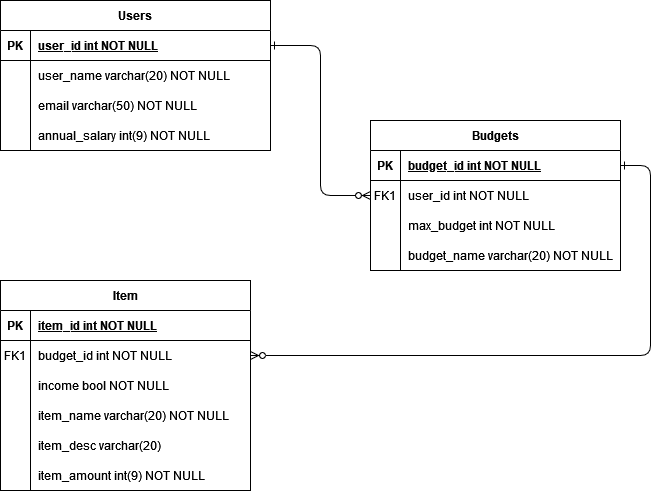 Users
PK user_id int NOT NULL
user_name varchar(20) NOT NULL
email varchar(50) NOT NULL
annual_salary int(9) NOT NULL
Budgets
PK budget_id int NOT NULL
FK1 user_id int NOT NULL
max_budget int NOT NULL
budget_name varchar(20) NOT NULL
Item
PK item_id int NOT NULL
FK1 budget_id int NOT NULL
income bool NOT NULL
item_name varchar(20) NOT NULL
item_desc varchar(20)
item_amount int(9) NOT NULL